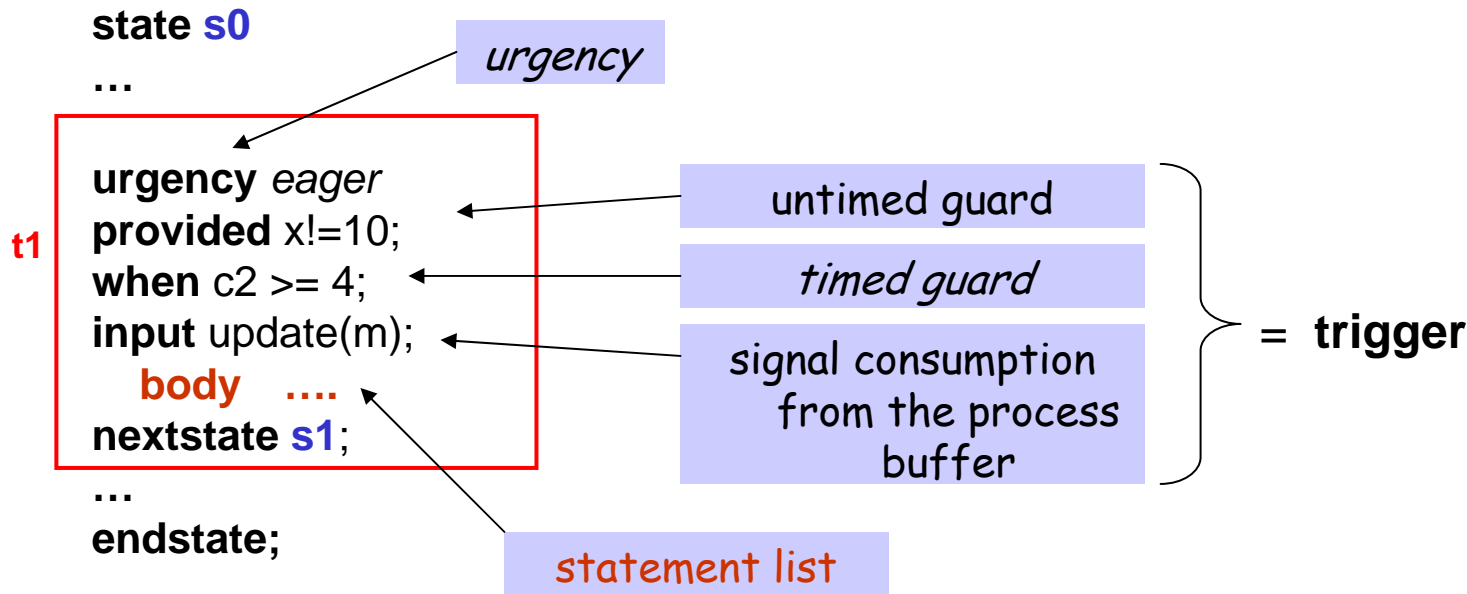 state s0
…
urgency
t1
urgency eager
provided x!=10;
when c2 >= 4;
input update(m);
body ….
nextstate s1;
…
endstate;
untimed guard
timed guard
signal consumption
from the process
buffer
= trigger
statement list